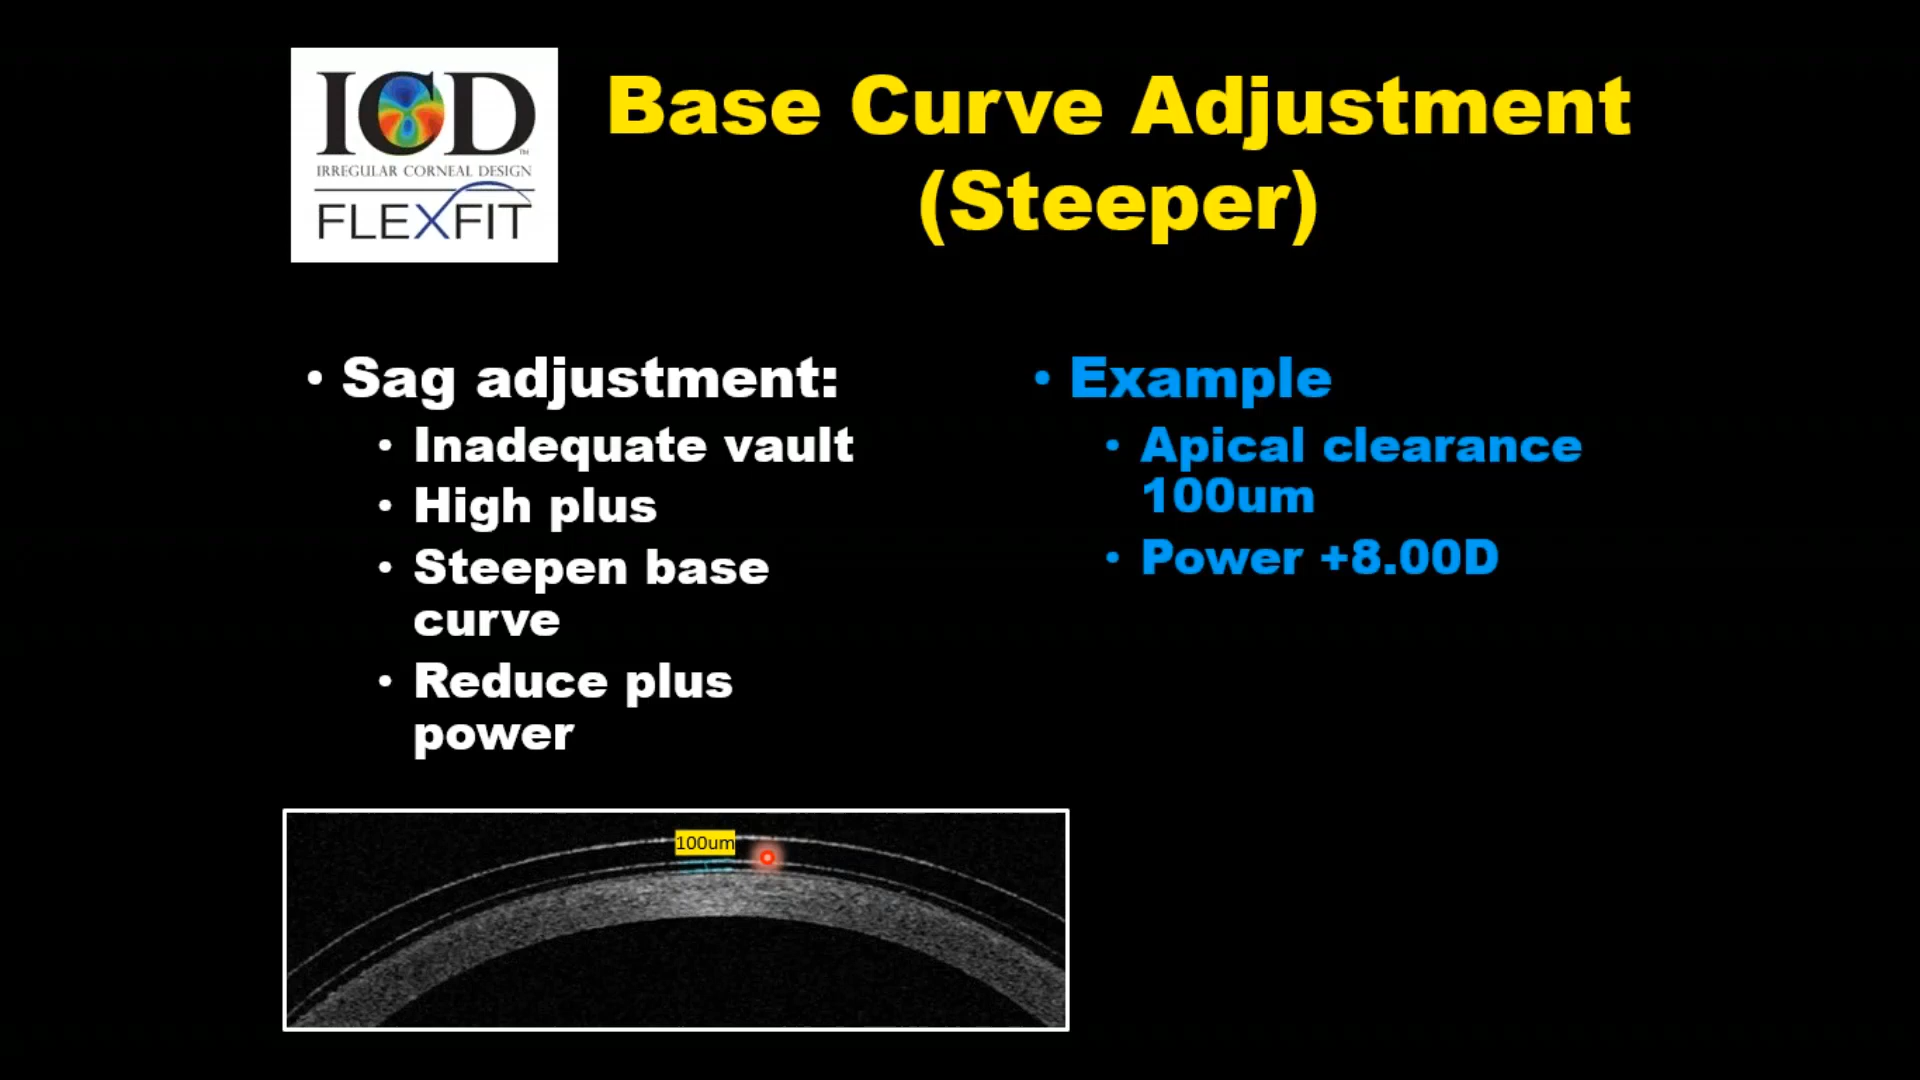 ICD™
IRREGULAR CORNEAL DESIGN
FLEXFIT
Base Curve Adjustment
(Steeper)
• Sag adjustment:
• Inadequate vault
• High plus
• Steepen base
curve
• Reduce plus
power
• Example
• Apical clearance
100um
• Power +8.00D
100um